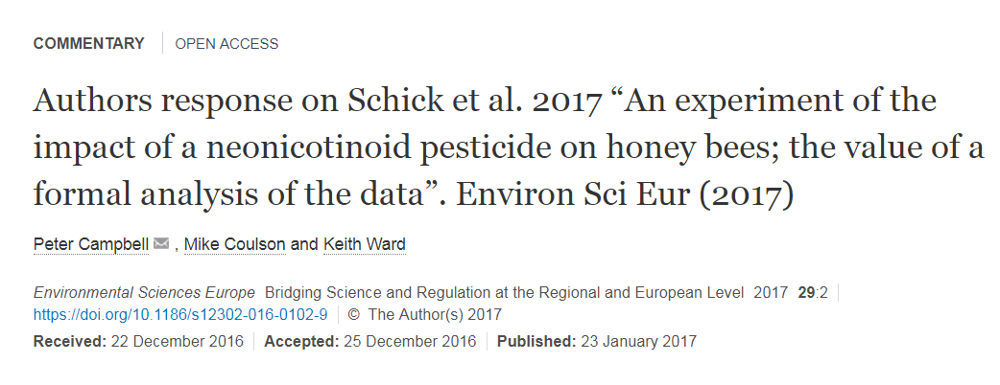 COMMENTARY OPEN ACCESS
Authors response on Schick et al. 2017 “An experiment of the
impact of a neonicotinoid pesticide on honey bees; the value of a
formal analysis of the data”. Environ Sci Eur (2017)
Peter Campbell , Mike Coulson and Keith Ward
Environmental Sciences Europe Bridging Science and Regulation at the Regional and European Level 2017 29:2
https://doi.org/10.1186/s12302-016-0102-9 © The Author(s) 2017
Received: 22 December 2016 Accepted: 25 December 2016 Published: 23 January 2017